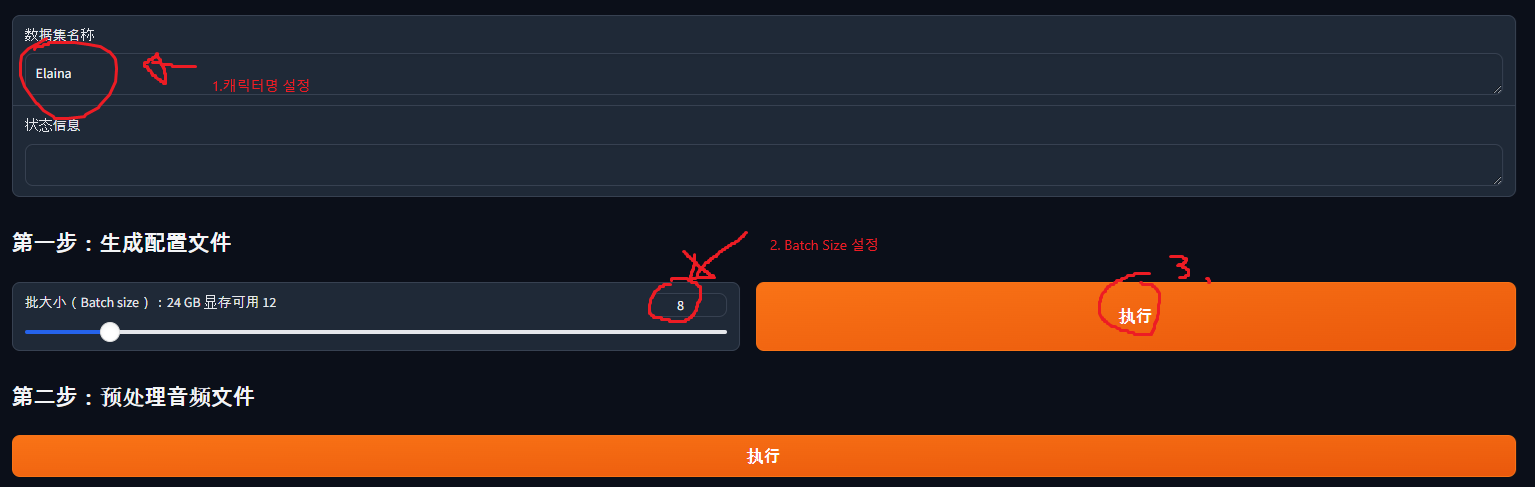 数据集名称
Elaina
1.캐릭터명 설정
状态信息
第一步：生成配置文件
2. Batch Size 설정
3.
批大小（Batch size）：24 GB 显存可用 12
8
执行
第二步：预处理音频文件
执行